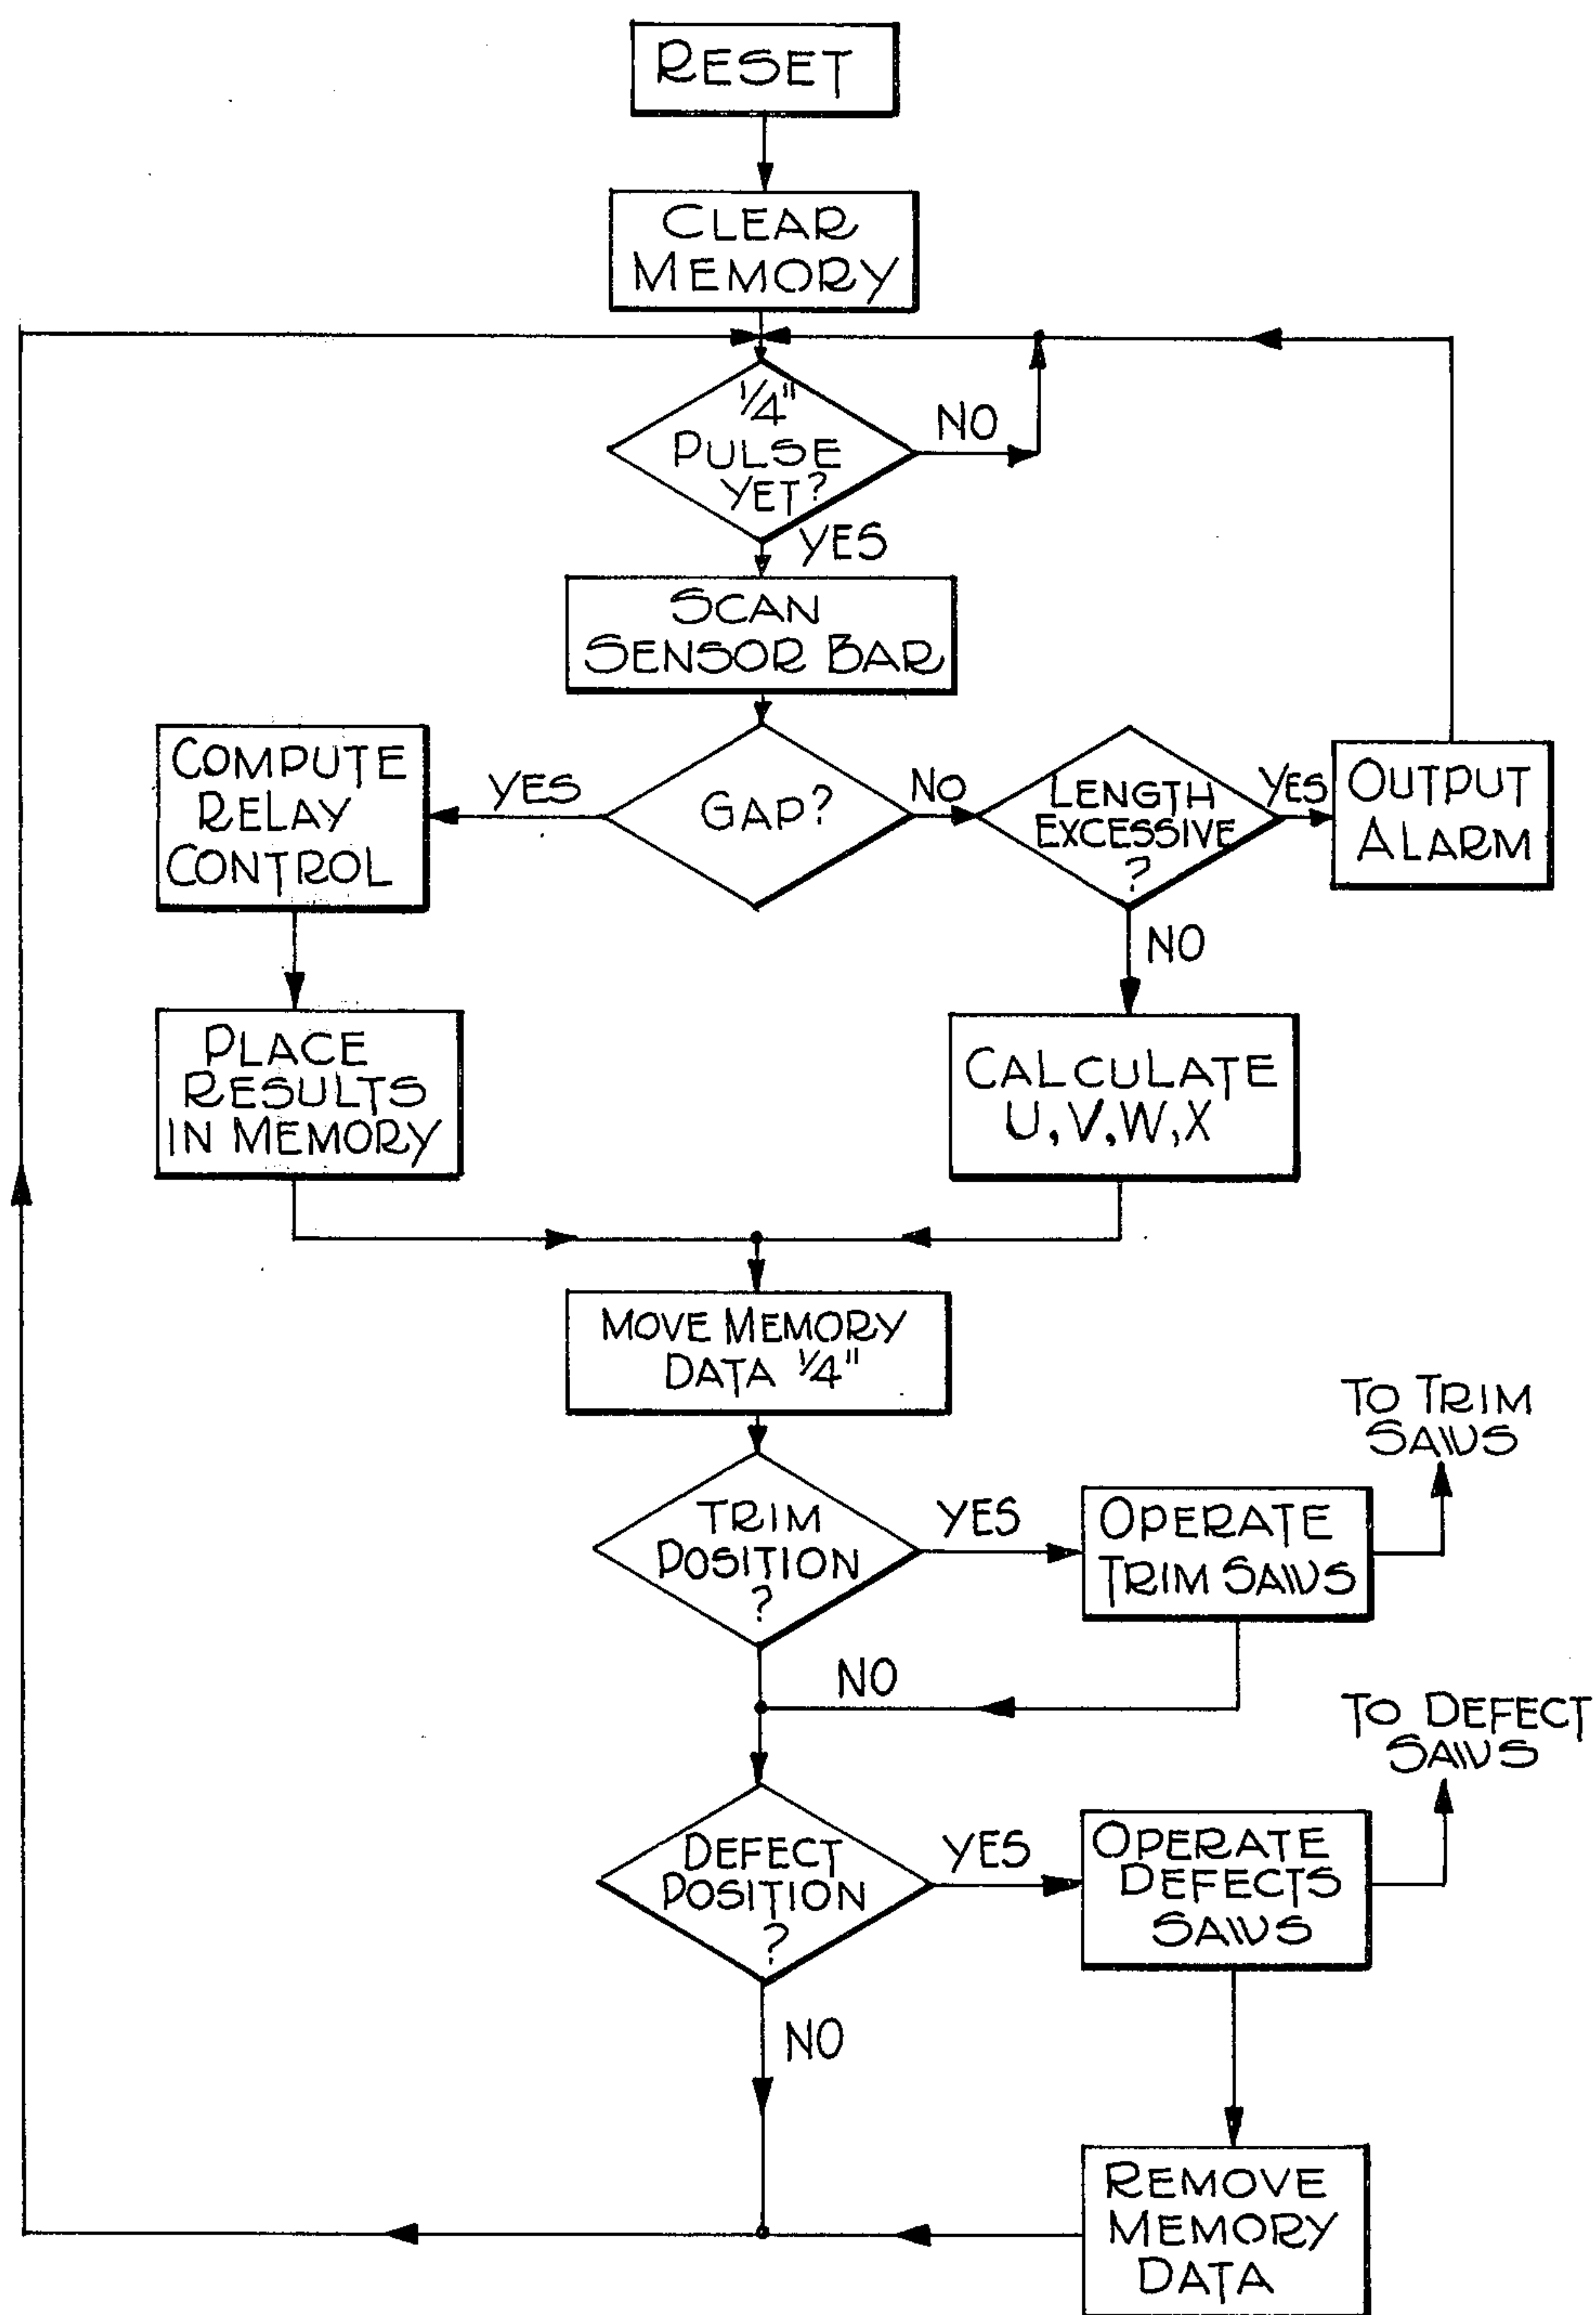 RESET
CLEAR
MEMORY
1/4"
PULSE
YET?
NO
YES
SCAN
SENSOR BAR
COMPUTE
RELAY
CONTROL
YES
GAP?
NO
LENGTH
EXCESSIVE
?
YES
OUTPUT
ALARM
NO
PLACE
RESULTS
IN MEMORY
CALCULATE
U, V, W, X
MOVE MEMORY
DATA 1/4"
TRIM
POSITION
?
YES
OPERATE
TRIM SAWS
TO TRIM
SAWS
NO
DEFECT
POSITION
?
YES
OPERATE
DEFECTS
SAWS
TO DEFECT
SAWS
NO
REMOVE
MEMORY
DATA